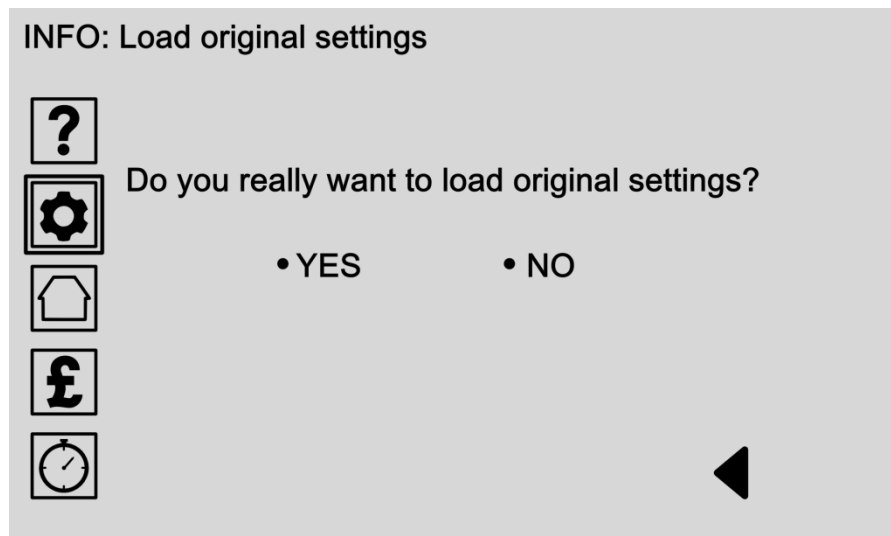 INFO: Load original settings
?
Do you really want to load original settings?
• YES • NO
£